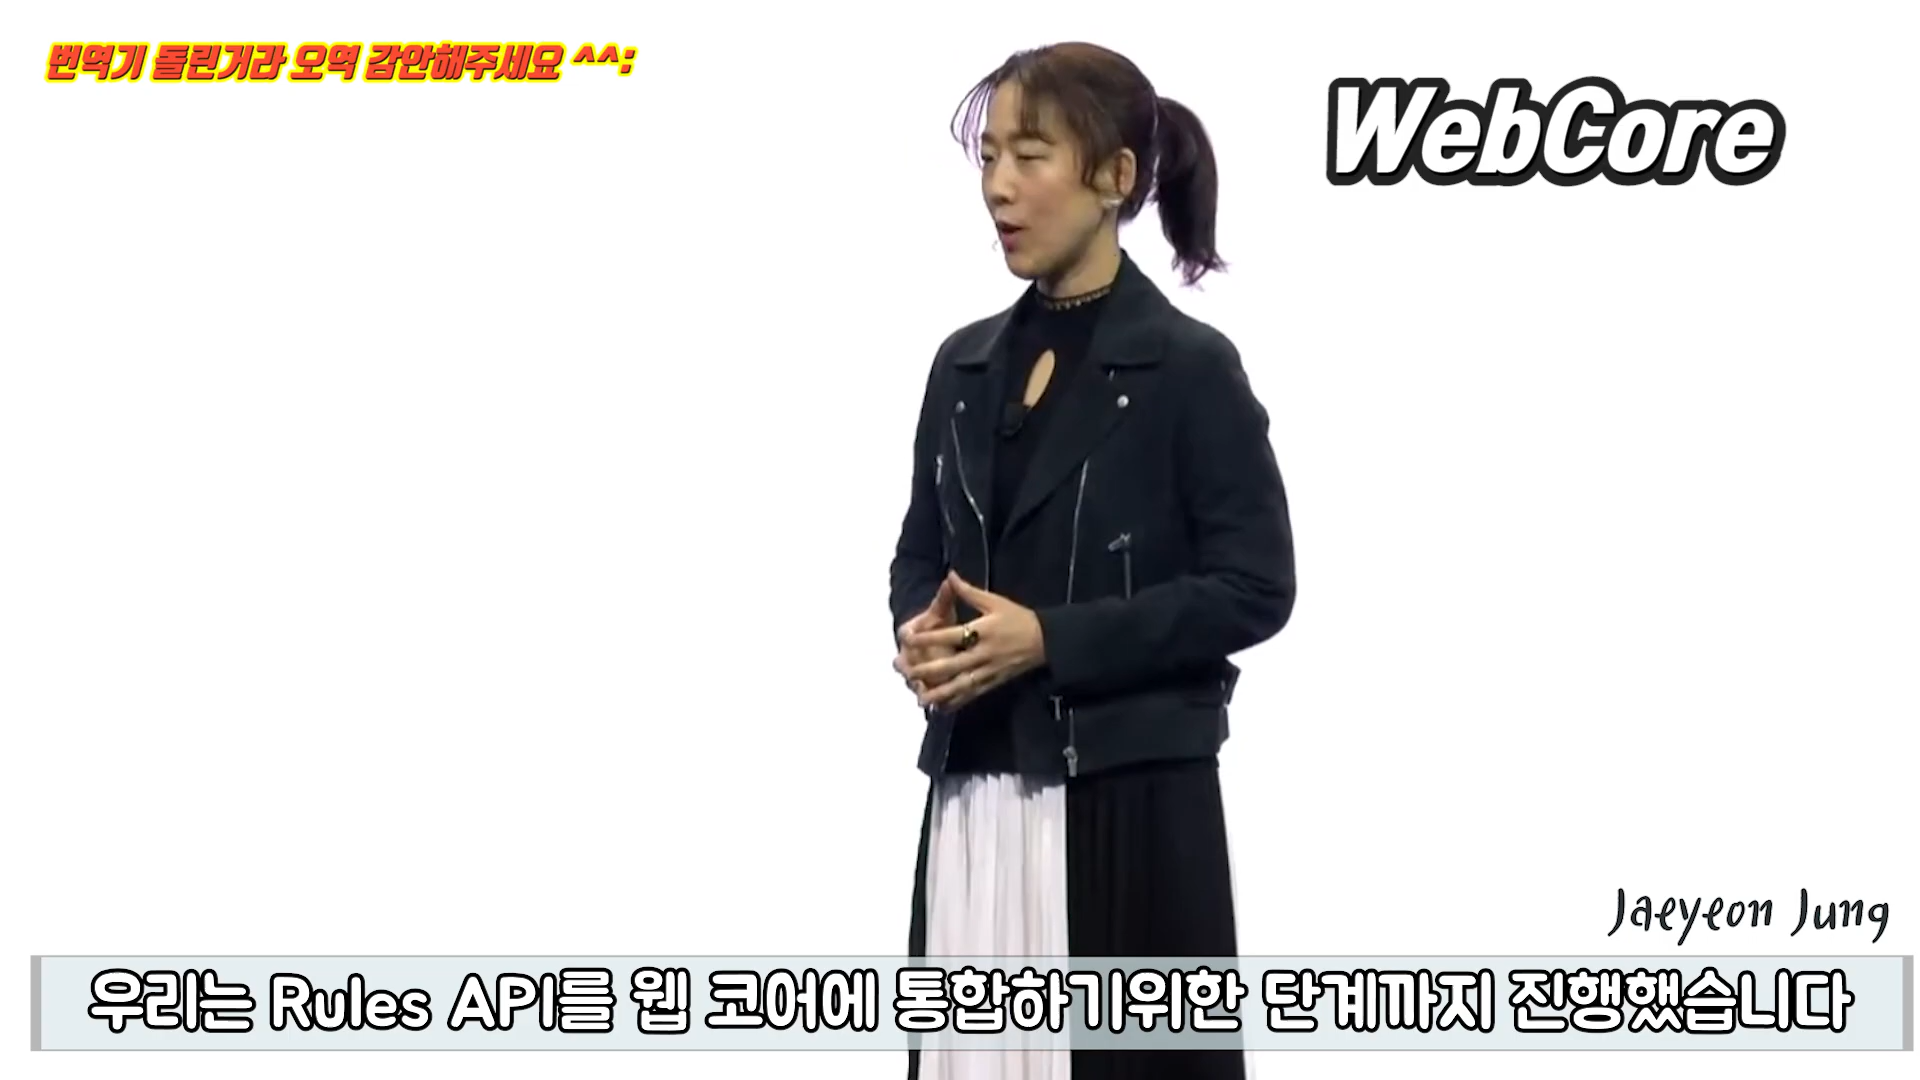 번역기 돌린거라 오역 감안해주세요 ^^;
WebCore
Jaeyeon Jung
우리는 Rules API를 웹 코어에 통합하기위한 단계까지 진행했습니다